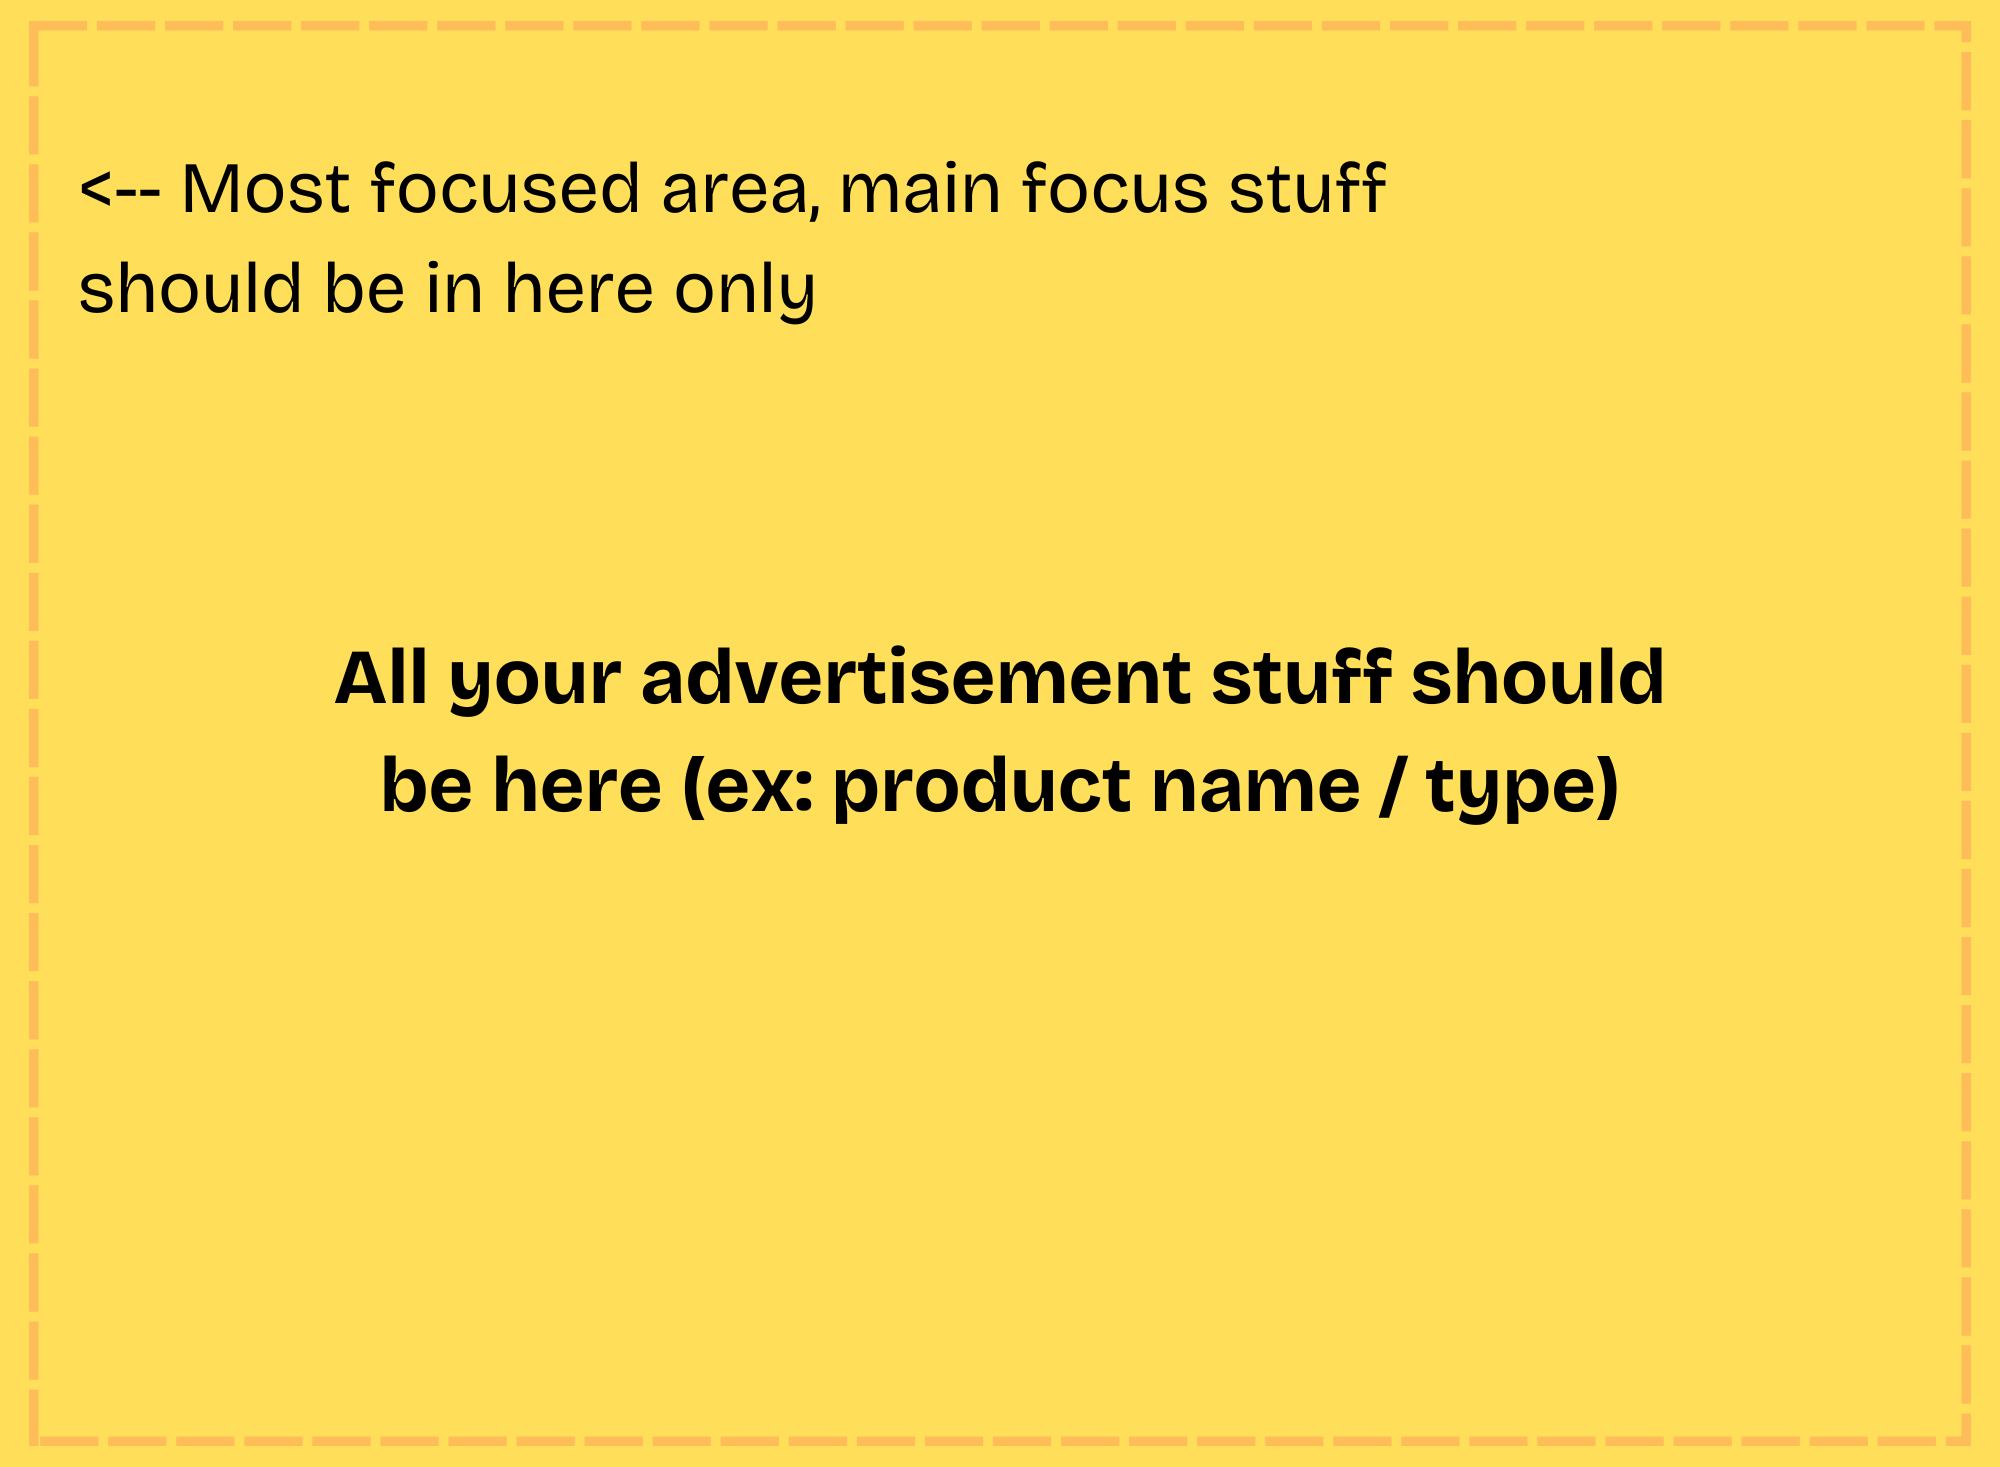 <-- Most focused area, main focus stuff
should be in here only
All your advertisement stuff should
be here (ex: product name / type)